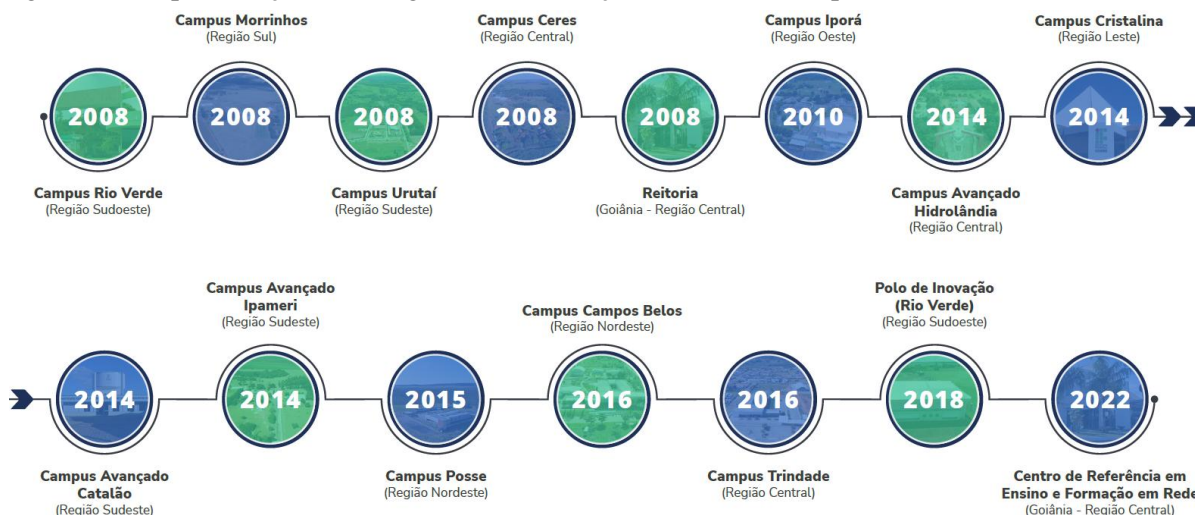 Campus Morrinhos
(Região Sul)
Campus Ceres
(Região Central)
Campus Iporá
(Região Oeste)
Campus Cristalina
(Região Leste)
2008
2008
2008
2008
2008
2010
2014
2014
Campus Rio Verde
(Região Sudoeste)
Campus Urutaí
(Região Sudeste)
Reitoria
(Goiânia - Região Central)
Campus Avançado
Hidrolândia
(Região Central)
Campus Avançado
Ipameri
(Região Sudeste)
Campus Campos Belos
(Região Nordeste)
Polo de Inovação
(Rio Verde)
(Região Sudoeste)
2014
2014
2015
2016
2016
2018
2022
Campus Avançado
Catalão
(Região Sudeste)
Campus Posse
(Região Nordeste)
Campus Trindade
(Região Central)
Centro de Referência em
Ensino e Formação em Rede
(Goiânia - Região Central)